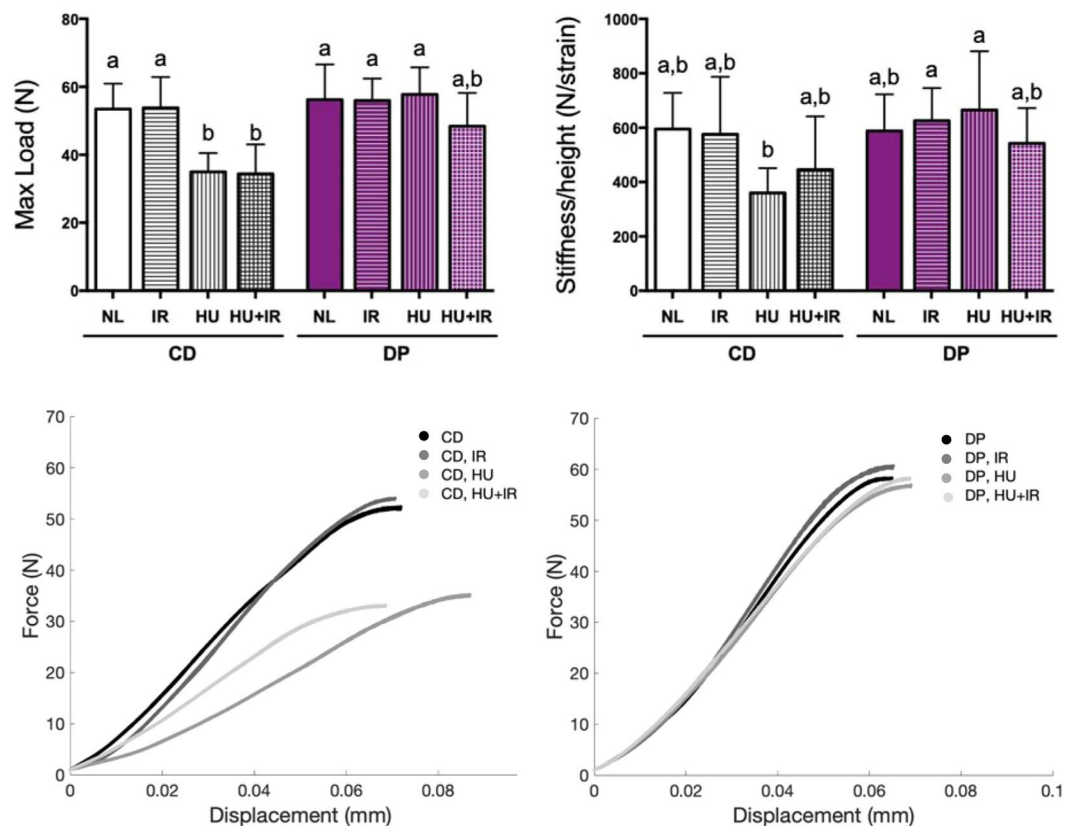 Max Load (N)
80
60
40
20
0
a
a
b
b
a
a
a
a,b
NL IR HU HU+IR NL IR HU HU+IR
CD DP
Stiffness/height (N/strain)
1000
800
600
400
200
0
a,b
a,b
b
a,b
a,b
a
a
a,b
NL IR HU HU+IR NL IR HU HU+IR
CD DP
Force (N)
70
60
50
40
30
20
10
0
CD
CD, IR
CD, HU
CD, HU+IR
0 0.02 0.04 0.06 0.08
Displacement (mm)
Force (N)
70
60
50
40
30
20
10
0
DP
DP, IR
DP, HU
DP, HU+IR
0 0.02 0.04 0.06 0.08 0.1
Displacement (mm)